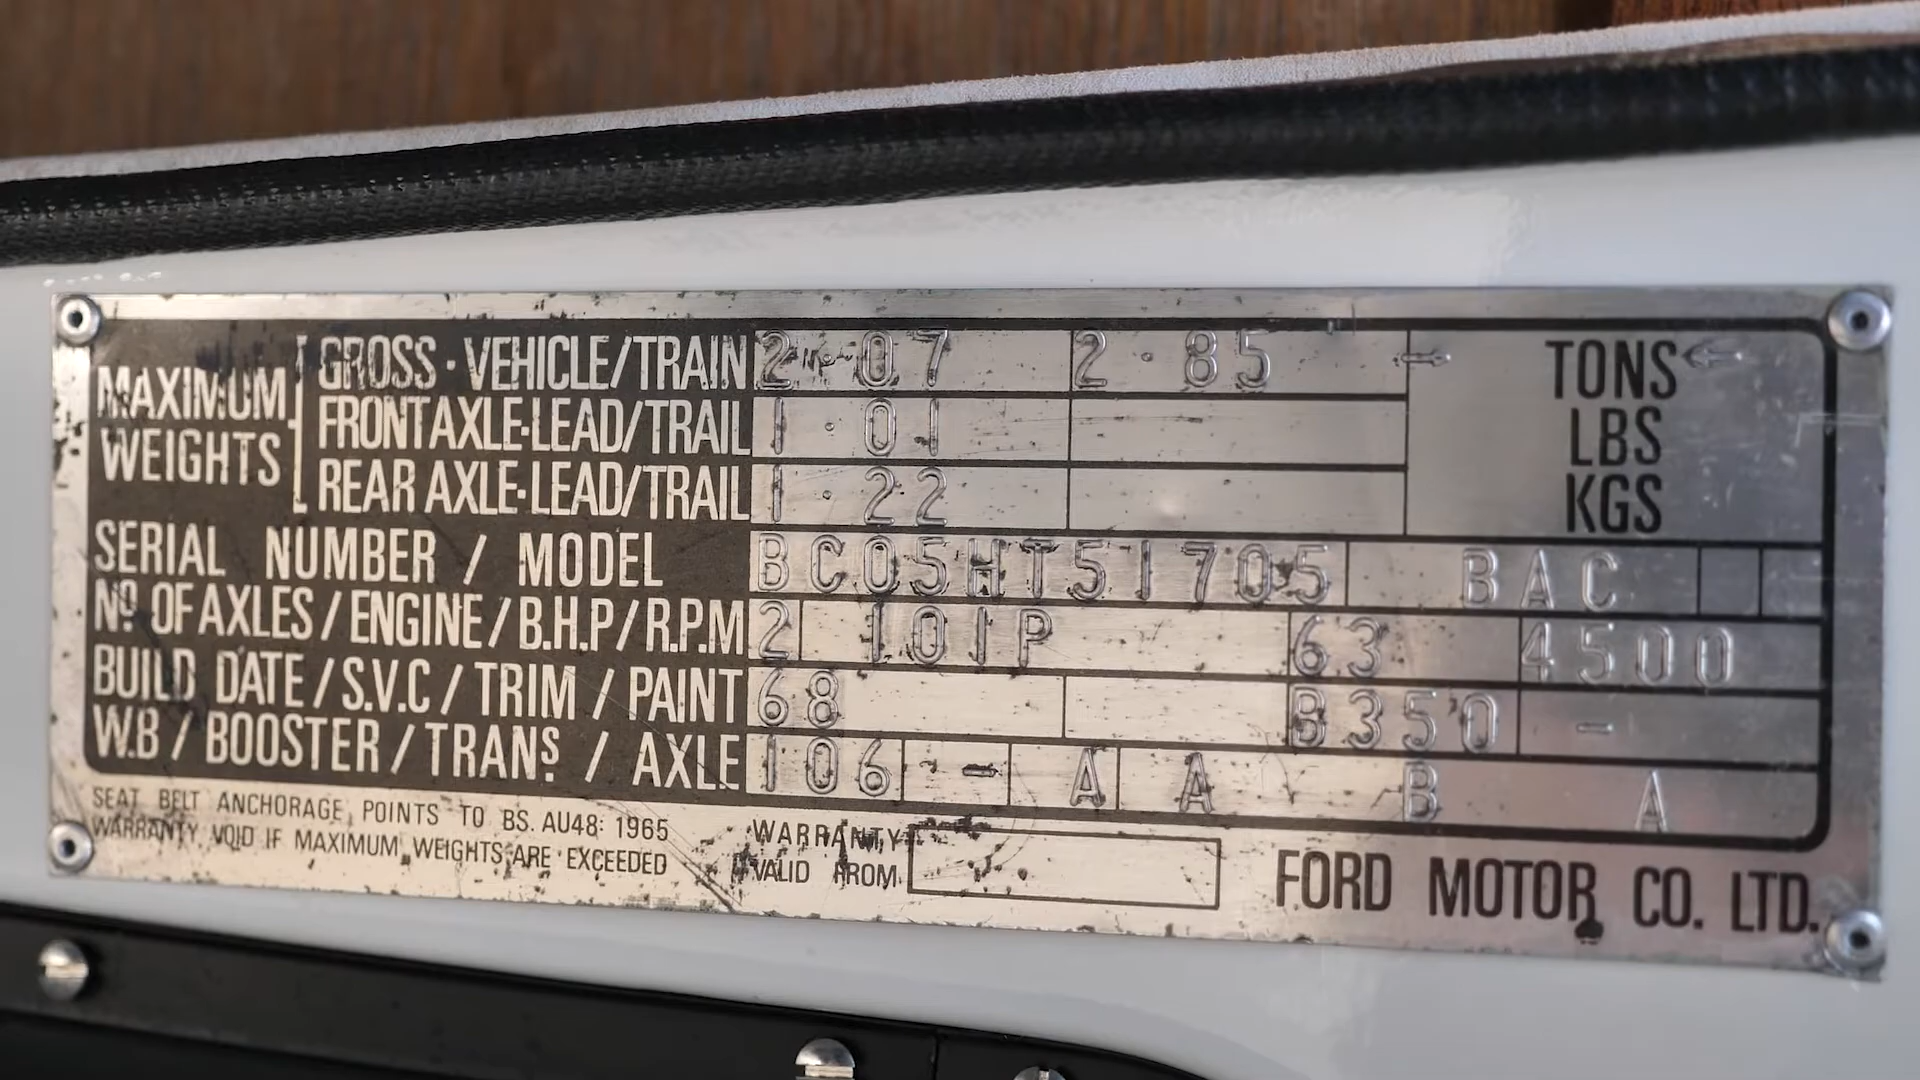 MAXIMUM WEIGHTS
GROSS · VEHICLE/TRAIN 2·07 2·85 TONS
FRONT AXLE·LEAD/TRAIL 1·01 LBS
REAR AXLE·LEAD/TRAIL 1·22 KGS
SERIAL NUMBER / MODEL BC05HT51705 BAC
Nº OF AXLES / ENGINE / B.H.P / R.P.M 2 101P 63 4500
BUILD DATE / S.V.C / TRIM / PAINT 68 B350 -
W.B / BOOSTER / TRANS. / AXLE 106 - A A B A
SEAT BELT ANCHORAGE POINTS TO BS. AU48: 1965
WARRANTY VOID IF MAXIMUM WEIGHTS ARE EXCEEDED
WARRANTY
VALID FROM
FORD MOTOR CO. LTD.